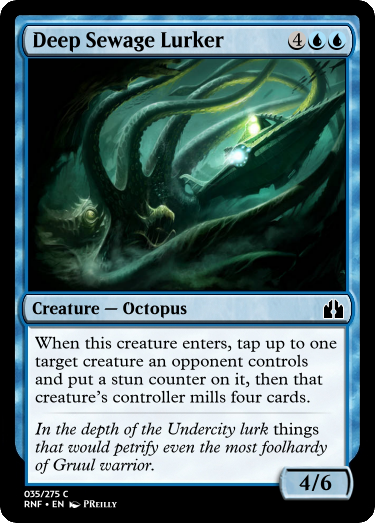 Deep Sewage Lurker 4
Creature — Octopus
When this creature enters, tap up to one
target creature an opponent controls
and put a stun counter on it, then that
creature's controller mills four cards.
In the depth of the Undercity lurk things
that would petrify even the most foolhardy
of Gruul warrior.
4/6
035/275 C
RNF • EN PReilly